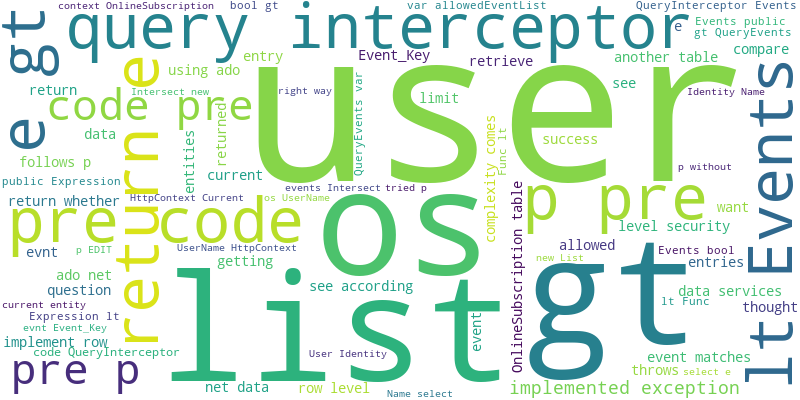 context OnlineSubscription
bool gt
var allowedEventList
QueryInterceptor Events
e gt
query interceptor
e
Events public
gt QueryEvents
entry
Event_Key
retrieve
another table
compare
using ado
user
return
code pre
Intersect new
right way
QueryEvents var
limit
see
Identity Name
data
returned
success
complexity comes
Func lt
follows p
entities
current
p without
public Expression
events Intersect
tried p
return e
return whether
HttpContext Current
os UserName
os
p pre
want
pre code
level security
evnt
p EDIT
UserName HttpContext
OnlineSubscription table
allowed
Events bool
lt Events
getting
new List
gt
entries
ado net
question
list
see according
data services
current entity
lt Func
thought
Expression lt
evnt Event_Key
event
implement row
code QueryInterceptor
User Identity
event matches
pre p
throws
select e
net data
row level
Name select
implemented exception